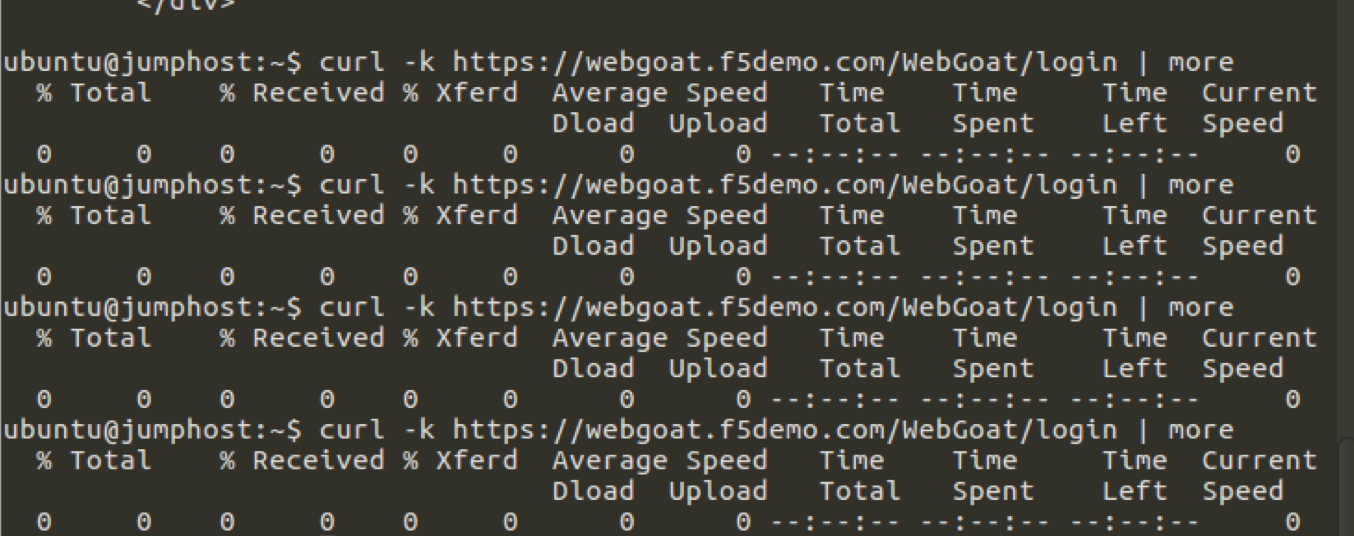 </div>
ubuntu@jumphost:~$ curl -k https://webgoat.f5demo.com/WebGoat/login | more
% Total % Received % Xferd Average Speed Time Time Time Current
Dload Upload Total Spent Left Speed
0 0 0 0 0 0 0 0 --:--:-- --:--:-- --:--:-- 0
ubuntu@jumphost:~$ curl -k https://webgoat.f5demo.com/WebGoat/login | more
% Total % Received % Xferd Average Speed Time Time Time Current
Dload Upload Total Spent Left Speed
0 0 0 0 0 0 0 0 --:--:-- --:--:-- --:--:-- 0
ubuntu@jumphost:~$ curl -k https://webgoat.f5demo.com/WebGoat/login | more
% Total % Received % Xferd Average Speed Time Time Time Current
Dload Upload Total Spent Left Speed
0 0 0 0 0 0 0 0 --:--:-- --:--:-- --:--:-- 0
ubuntu@jumphost:~$ curl -k https://webgoat.f5demo.com/WebGoat/login | more
% Total % Received % Xferd Average Speed Time Time Time Current
Dload Upload Total Spent Left Speed
0 0 0 0 0 0 0 0 --:--:-- --:--:-- --:--:-- 0